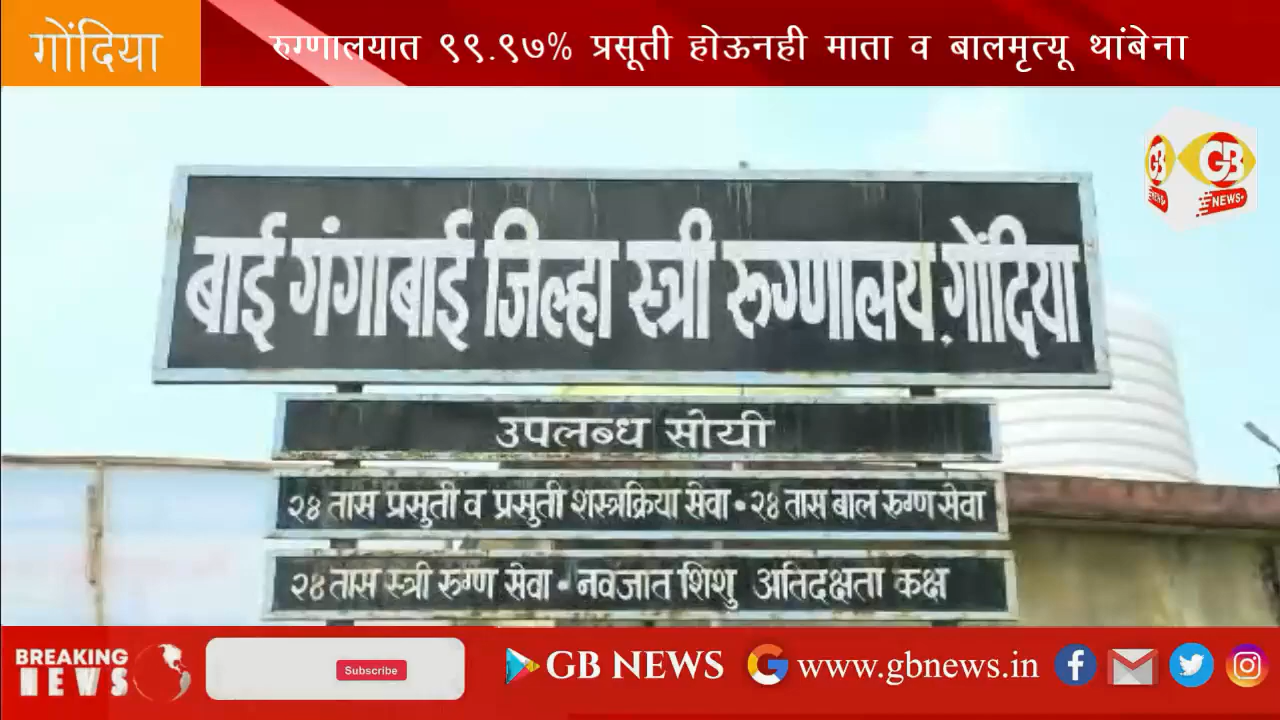 गोंदिया
रुग्णालयात ९९.९७% प्रसूती होऊनही माता व बालमृत्यू थांबेना
GB
NEWS
GB
NEWS
बाई गंगाबाई जिल्हा स्त्री रूग्णालय,गोंदिया
उपलब्ध सोयी
२४ तास प्रसुती व प्रसुती शस्त्रक्रिया सेवा • २४ तास बाल रुग्ण सेवा
२४ तास स्त्री रुग्ण सेवा • नवजात शिशु अतिदक्षता कक्ष
BREAKING
NEWS
Subscribe
GB NEWS
www.gbnews.in